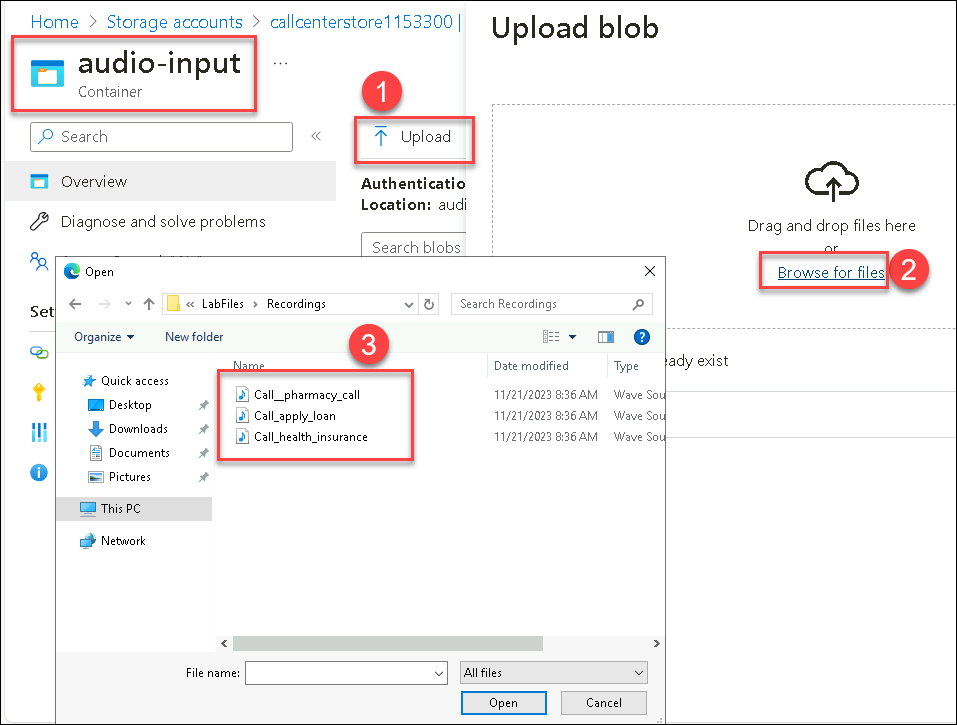 Home > Storage accounts > callcenterstore1153300 |
audio-input
...
Container
Search
«
Overview
Diagnose and solve problems
Set
1
Upload
Authenticatio
Location: audi
Search blobs
Upload blob
Drag and drop files here
or
Browse for files
2
eady exist
Open
« LabFiles > Recordings
Search Recordings
Organize
New folder
3
Name
Date modified
Type
Quick access
Desktop
Downloads
Documents
Pictures
This PC
Network
Call__pharmacy_call 11/21/2023 8:36 AM Wave Sou
Call_apply_loan 11/21/2023 8:36 AM Wave Sou
Call_health_insurance 11/21/2023 8:36 AM Wave Sou
File name:
All files
Open
Cancel